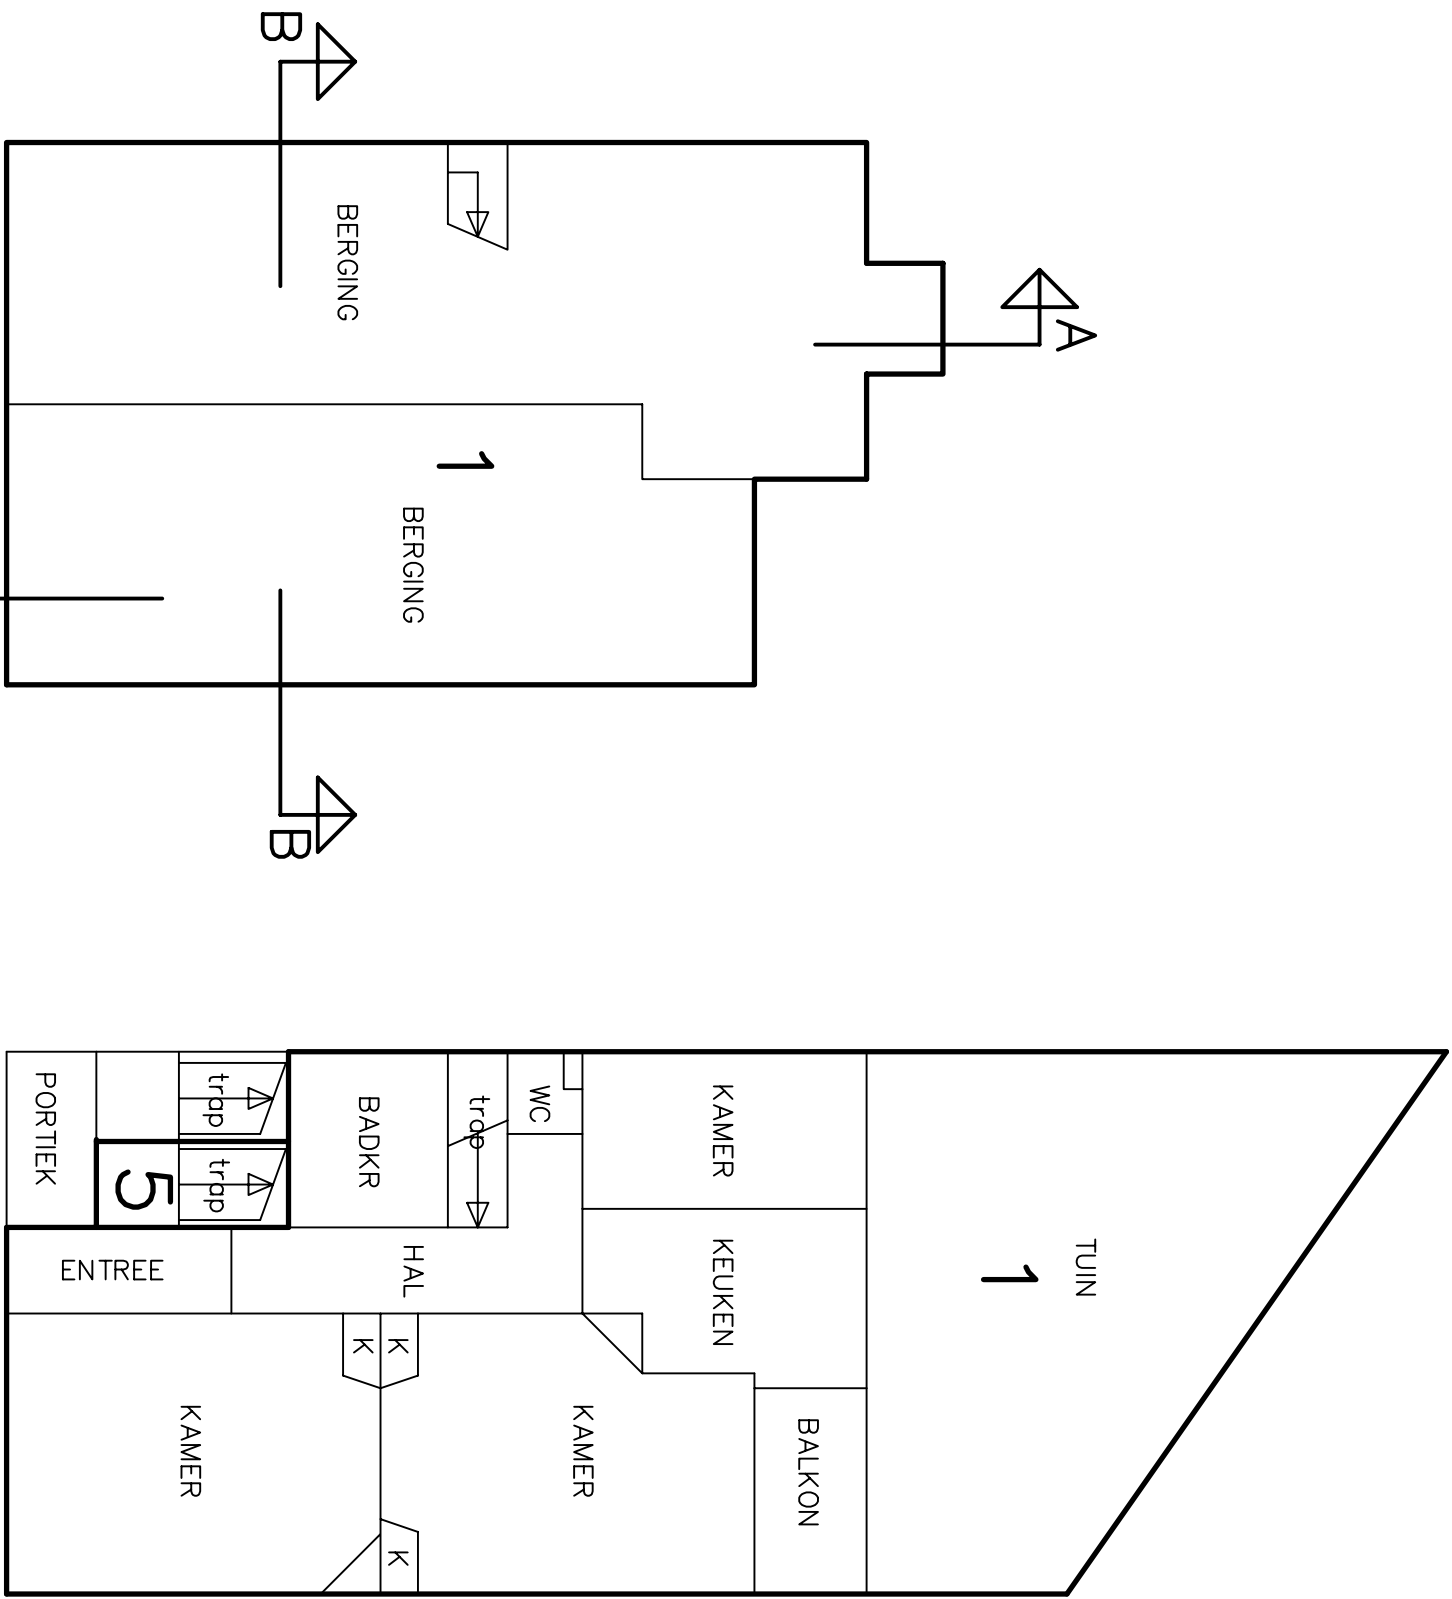 B
A
BERGING
1
BERGING
B
TUIN
1
KAMER
KEUKEN
BALKON
WC
trap
BADKR
HAL
KAMER
K
K
K
trap
trap
5
PORTIEK
ENTREE
KAMER